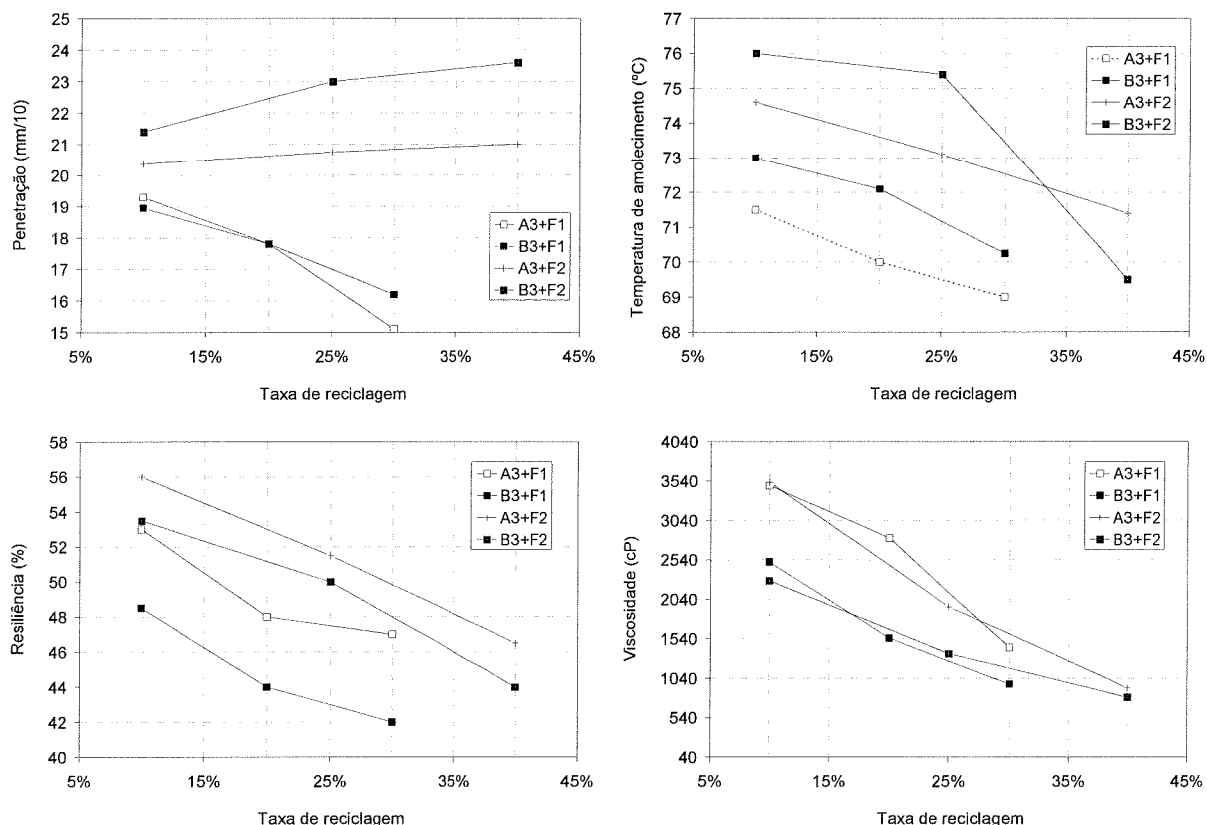 Penetração (mm/10)
25
24
23
22
21
20
19
18
17
16
15
5%
15%
25%
35%
45%
Taxa de reciclagem
A3+F1
B3+F1
A3+F2
B3+F2
Temperatura de amolecimento (ºC)
77
76
75
74
73
72
71
70
69
68
5%
15%
25%
35%
45%
Taxa de reciclagem
A3+F1
B3+F1
A3+F2
B3+F2
Resiliência (%)
58
56
54
52
50
48
46
44
42
40
5%
15%
25%
35%
45%
Taxa de reciclagem
A3+F1
B3+F1
A3+F2
B3+F2
Viscosidade (cP)
4040
3540
3040
2540
2040
1540
1040
540
40
5%
15%
25%
35%
45%
Taxa de reciclagem
A3+F1
B3+F1
A3+F2
B3+F2